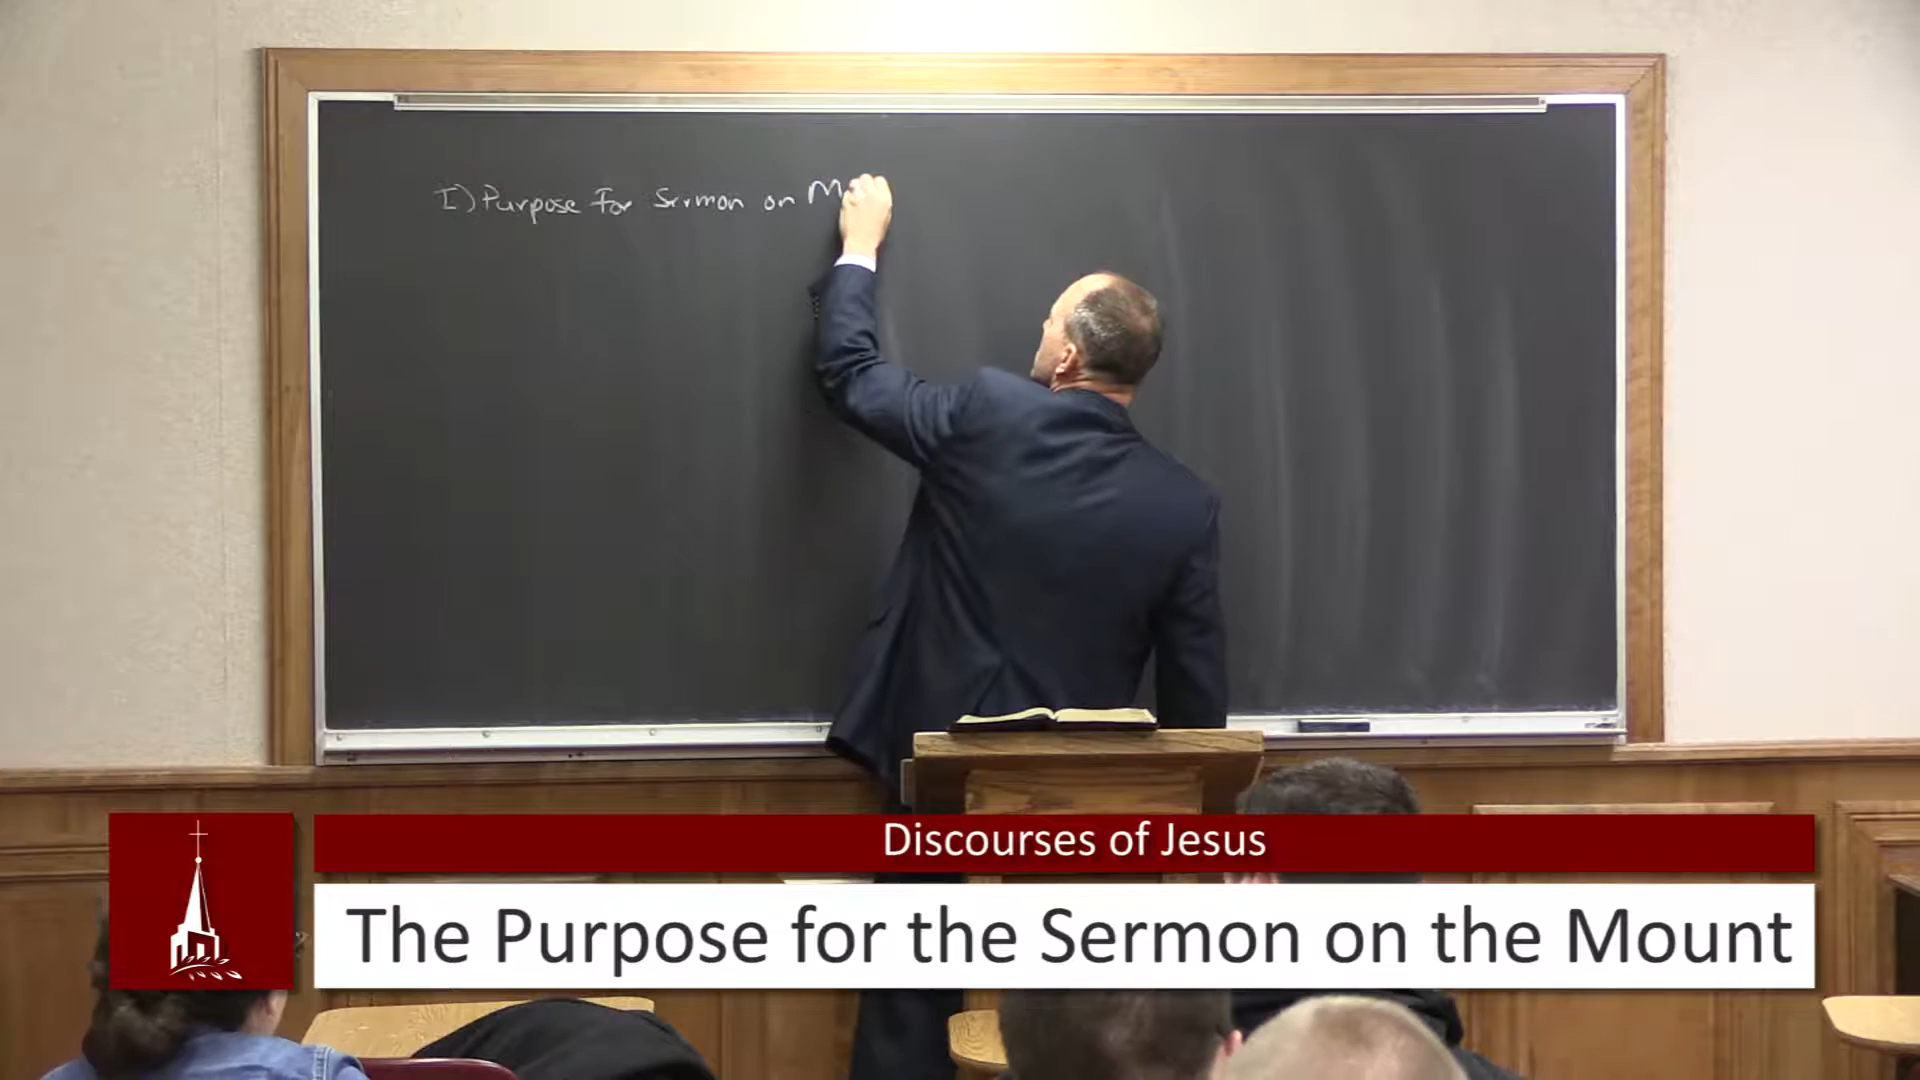 I) Purpose For Sermon on M
Discourses of Jesus
The Purpose for the Sermon on the Mount